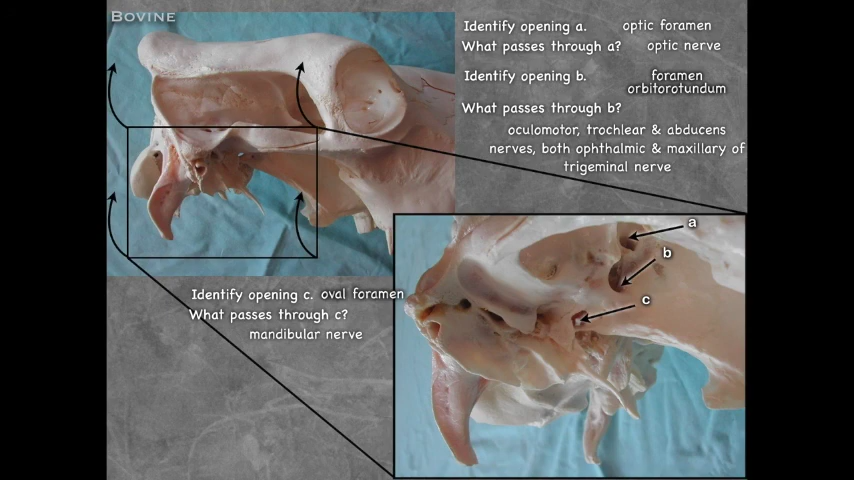 BOVINE
Identify opening a. optic foramen
What passes through a? optic nerve
Identify opening b. foramen
orbitorotundum
What passes through b?
oculomotor, trochlear & abducens
nerves, both ophthalmic & maxillary of
trigeminal nerve
a
b
c
Identify opening c. oval foramen
What passes through c?
mandibular nerve